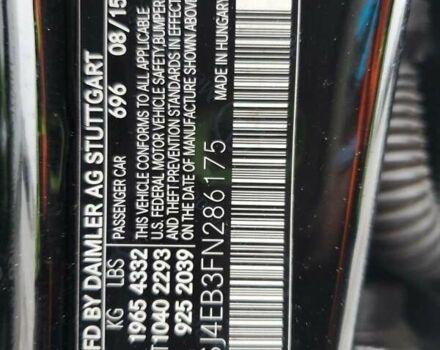 MFD BY DAIMLER AG STUTTGART
KG LBS PASSENGER CAR 696 08/15
1965 4332 THIS VEHICLE CONFORMS TO ALL APPLICABLE
1040 2293 U.S. FEDERAL MOTOR VEHICLE SAFETY, BUMPER,
925 2039 AND THEFT PREVENTION STANDARDS IN EFFECT
ON THE DATE OF MANUFACTURE SHOWN ABOVE.
J4EB3FN286175 MADE IN HUNGARY